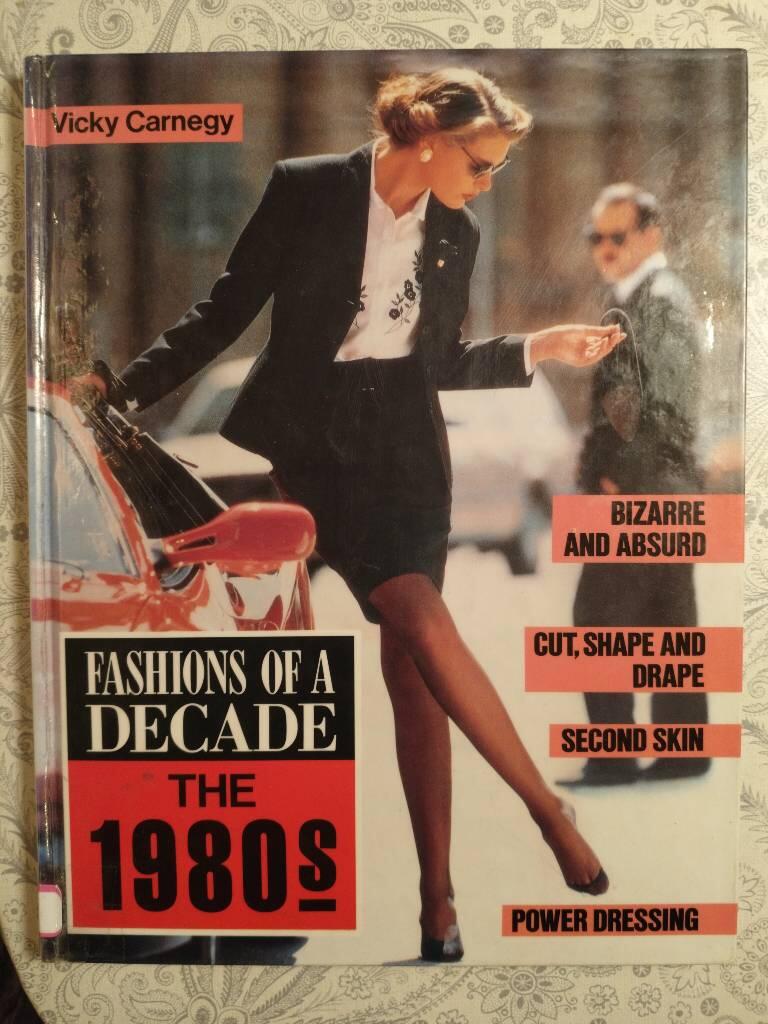 Vicky Carnegy
BIZARRE
AND ABSURD
CUT, SHAPE AND
DRAPE
SECOND SKIN
POWER DRESSING
FASHIONS OF A
DECADE
THE
1980s